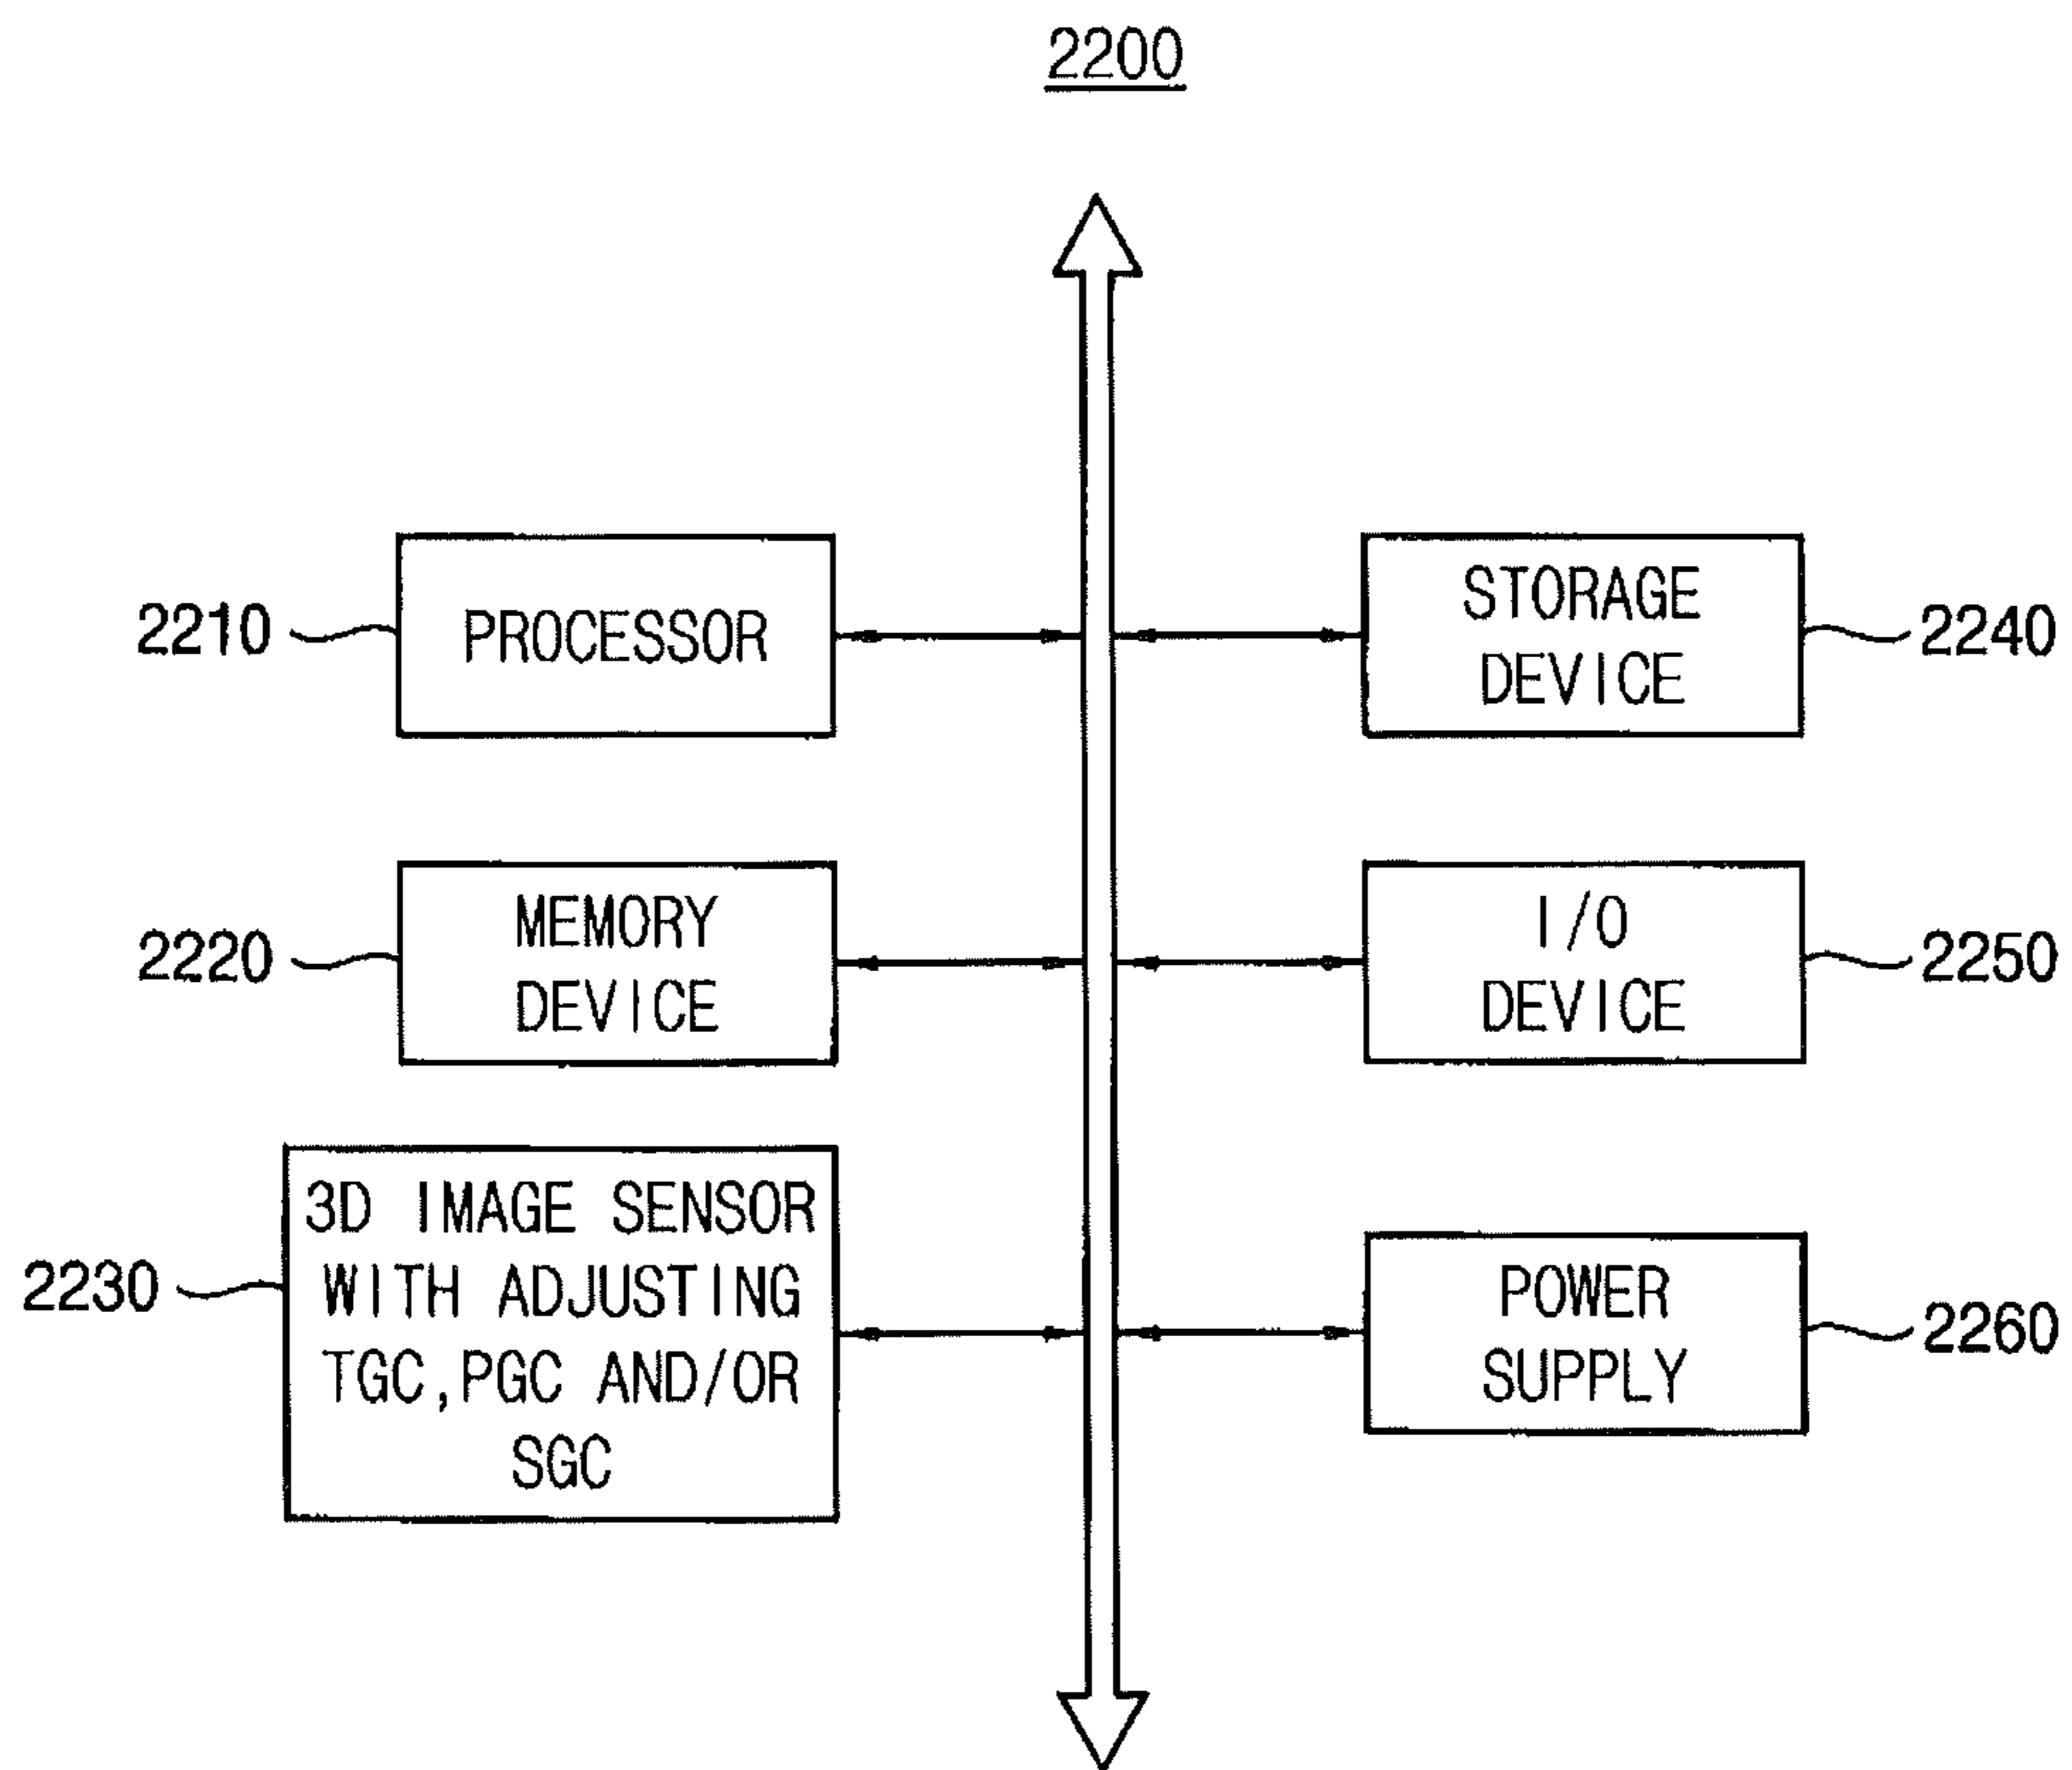 2200
2210
PROCESSOR
STORAGE
DEVICE
2240
2220
MEMORY
DEVICE
I/O
DEVICE
2250
2230
3D IMAGE SENSOR
WITH ADJUSTING
TGC, PGC AND/OR
SGC
POWER
SUPPLY
2260